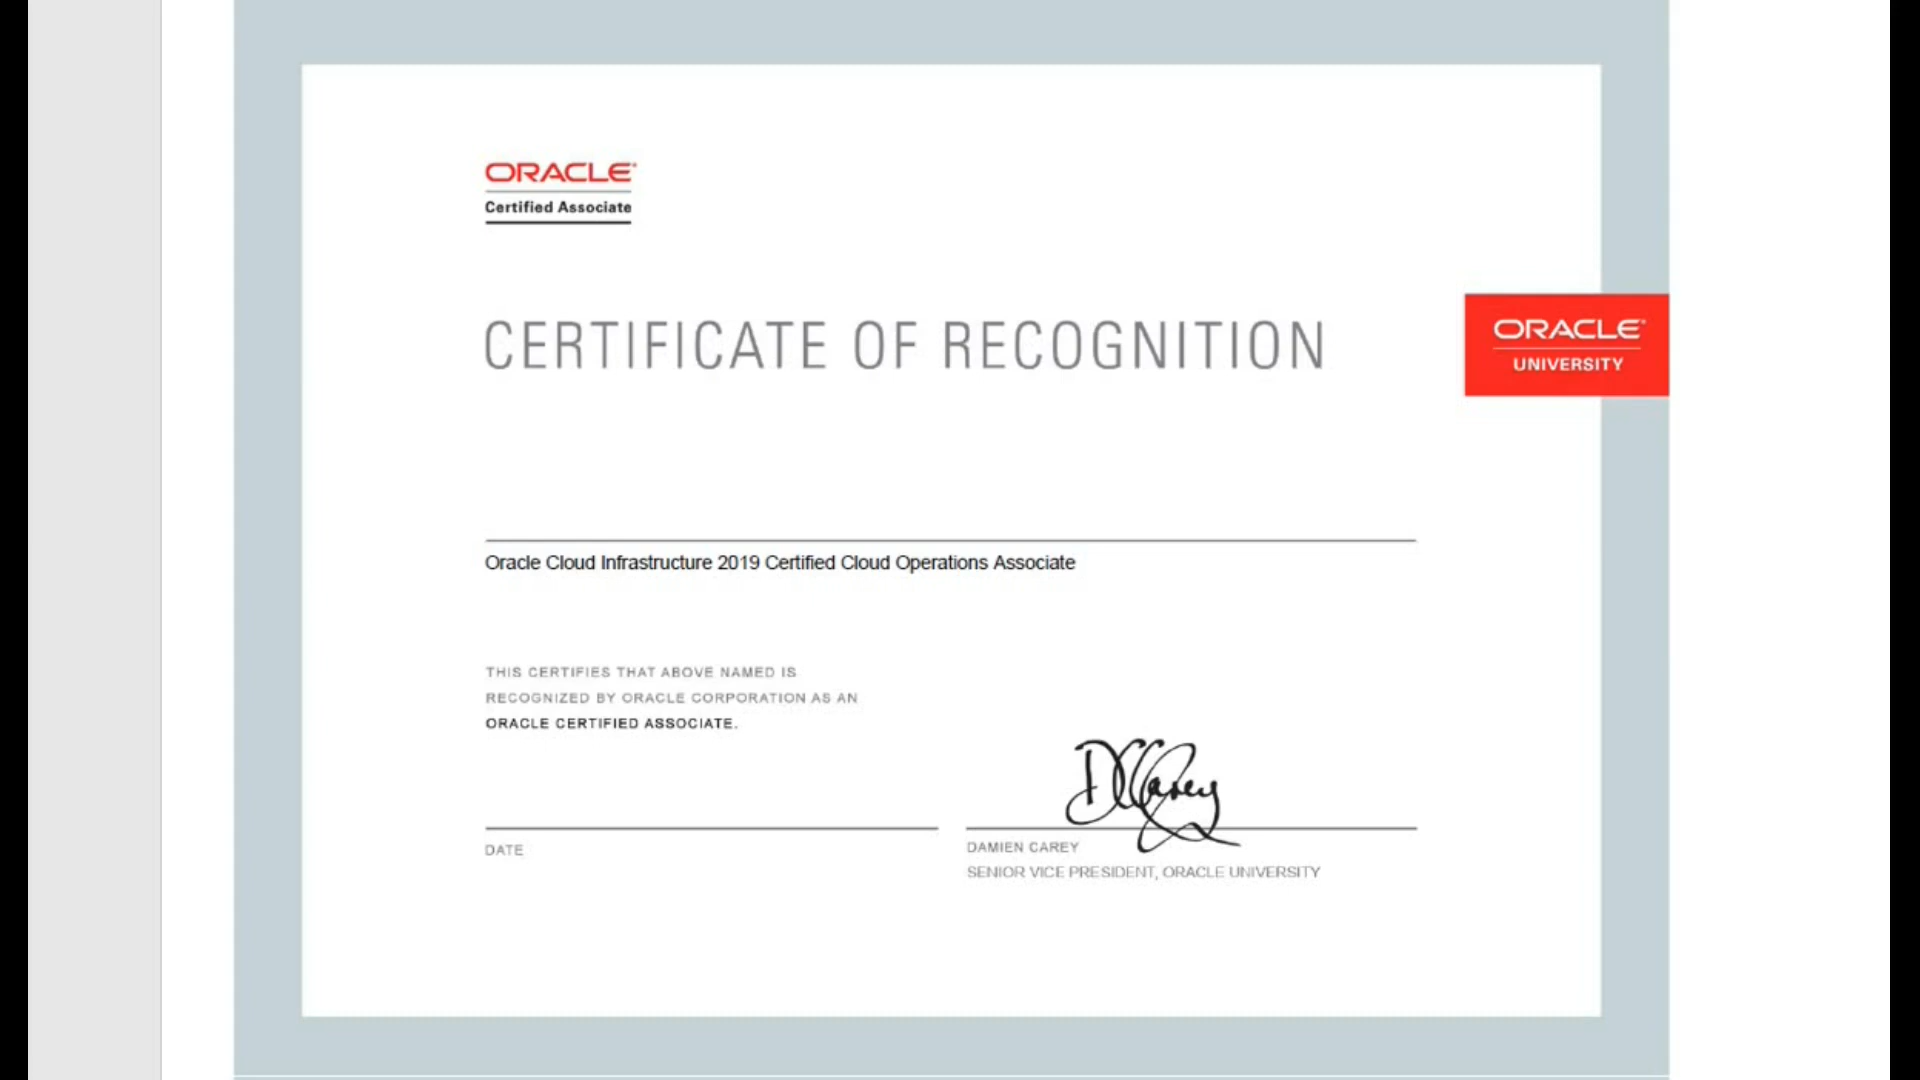 ORACLE
Certified Associate
CERTIFICATE OF RECOGNITION
ORACLE
UNIVERSITY
Oracle Cloud Infrastructure 2019 Certified Cloud Operations Associate
THIS CERTIFIES THAT ABOVE NAMED IS
RECOGNIZED BY ORACLE CORPORATION AS AN
ORACLE CERTIFIED ASSOCIATE.
DCarey
DATE
DAMIEN CAREY
SENIOR VICE PRESIDENT, ORACLE UNIVERSITY